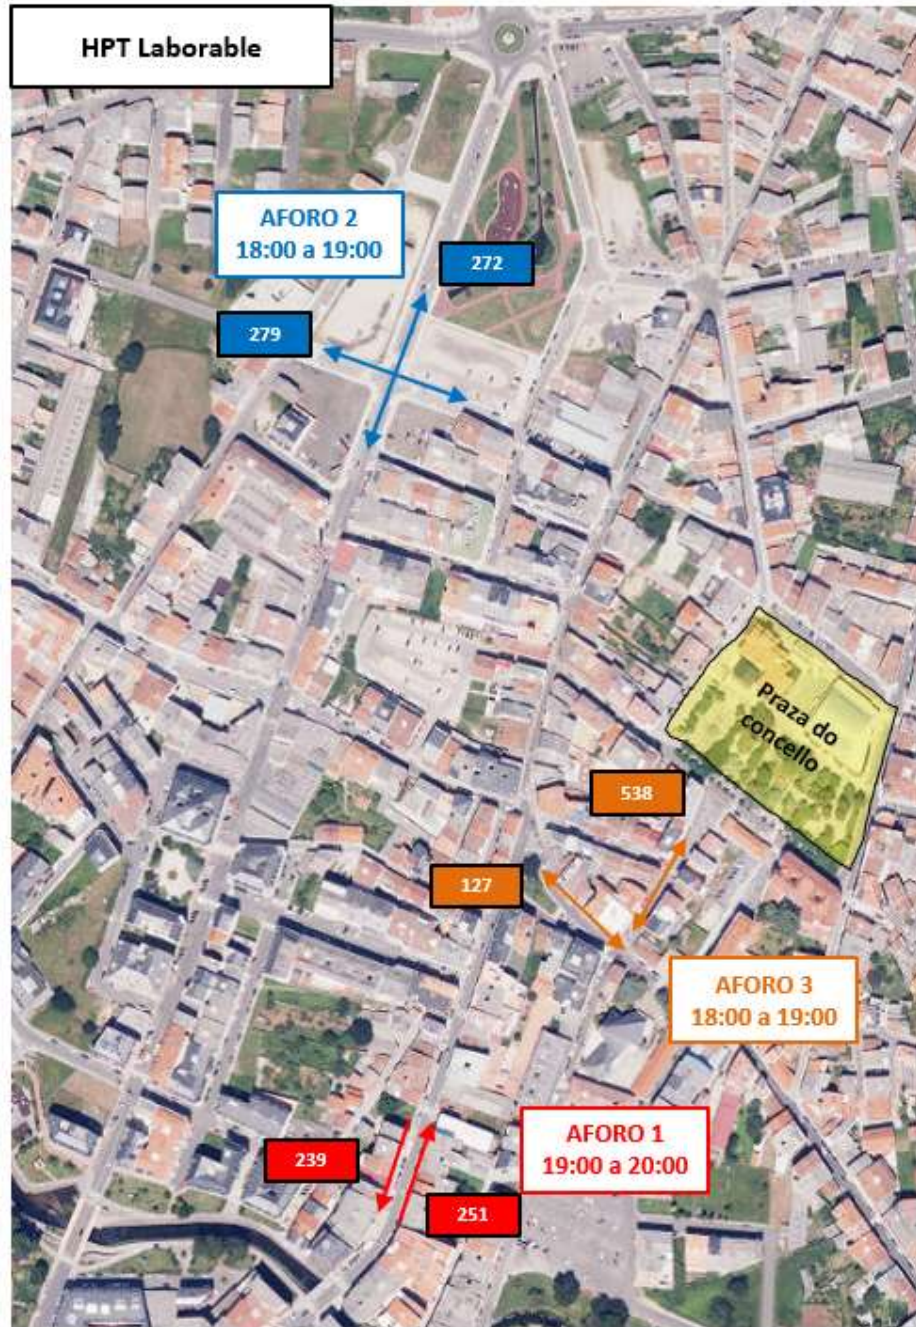 HPT Laborable
AFORO 2
18:00 a 19:00
272
279
Praza do
concello
538
127
AFORO 3
18:00 a 19:00
AFORO 1
19:00 a 20:00
239
251